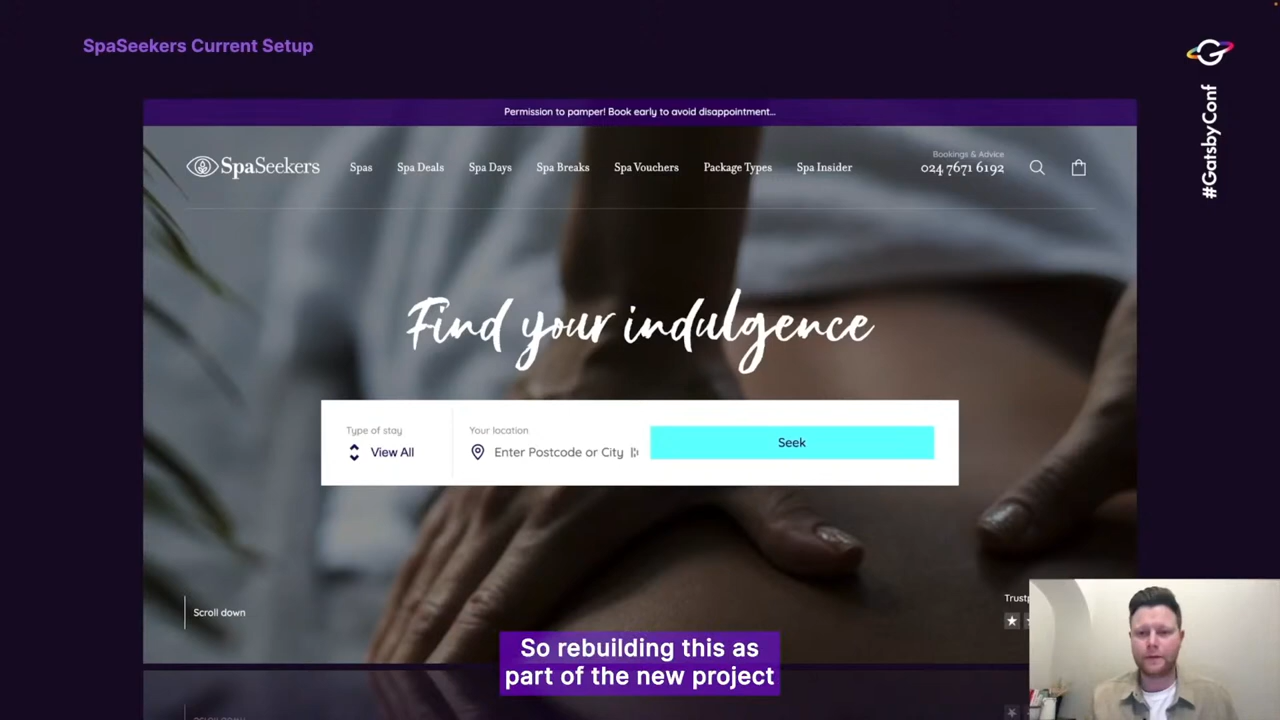 SpaSeekers Current Setup
#GatsbyConf
Permission to pamper! Book early to avoid disappointment...
SpaSeekers
Spas
Spa Deals
Spa Days
Spa Breaks
Spa Vouchers
Package Types
Spa Insider
Bookings & Advice
024 7671 6192
Find your indulgence
Type of stay
View All
Your location
Enter Postcode or City
Seek
Scroll down
So rebuilding this as
part of the new project